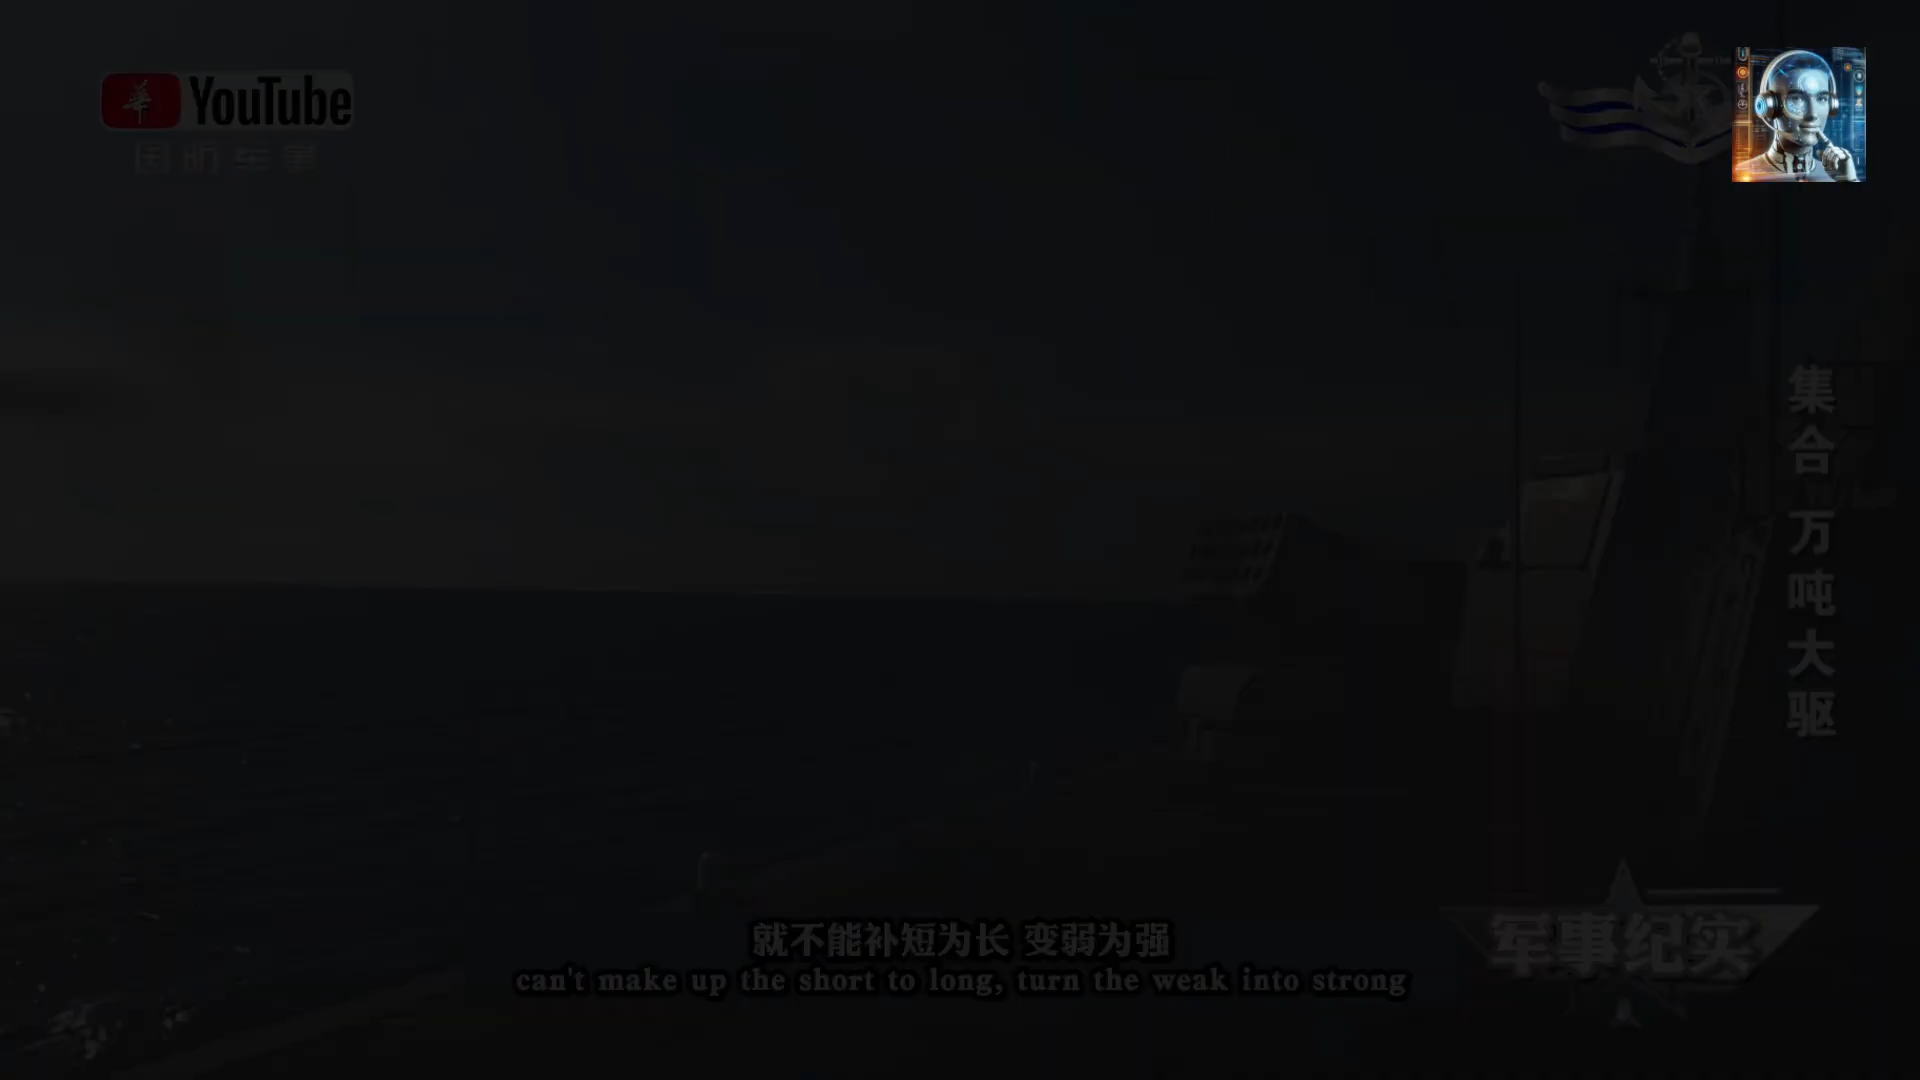 華 YouTube
国防军事
集合 万吨大驱
就不能补短为长 变弱为强
can't make up the short to long, turn the weak into strong
军事纪实